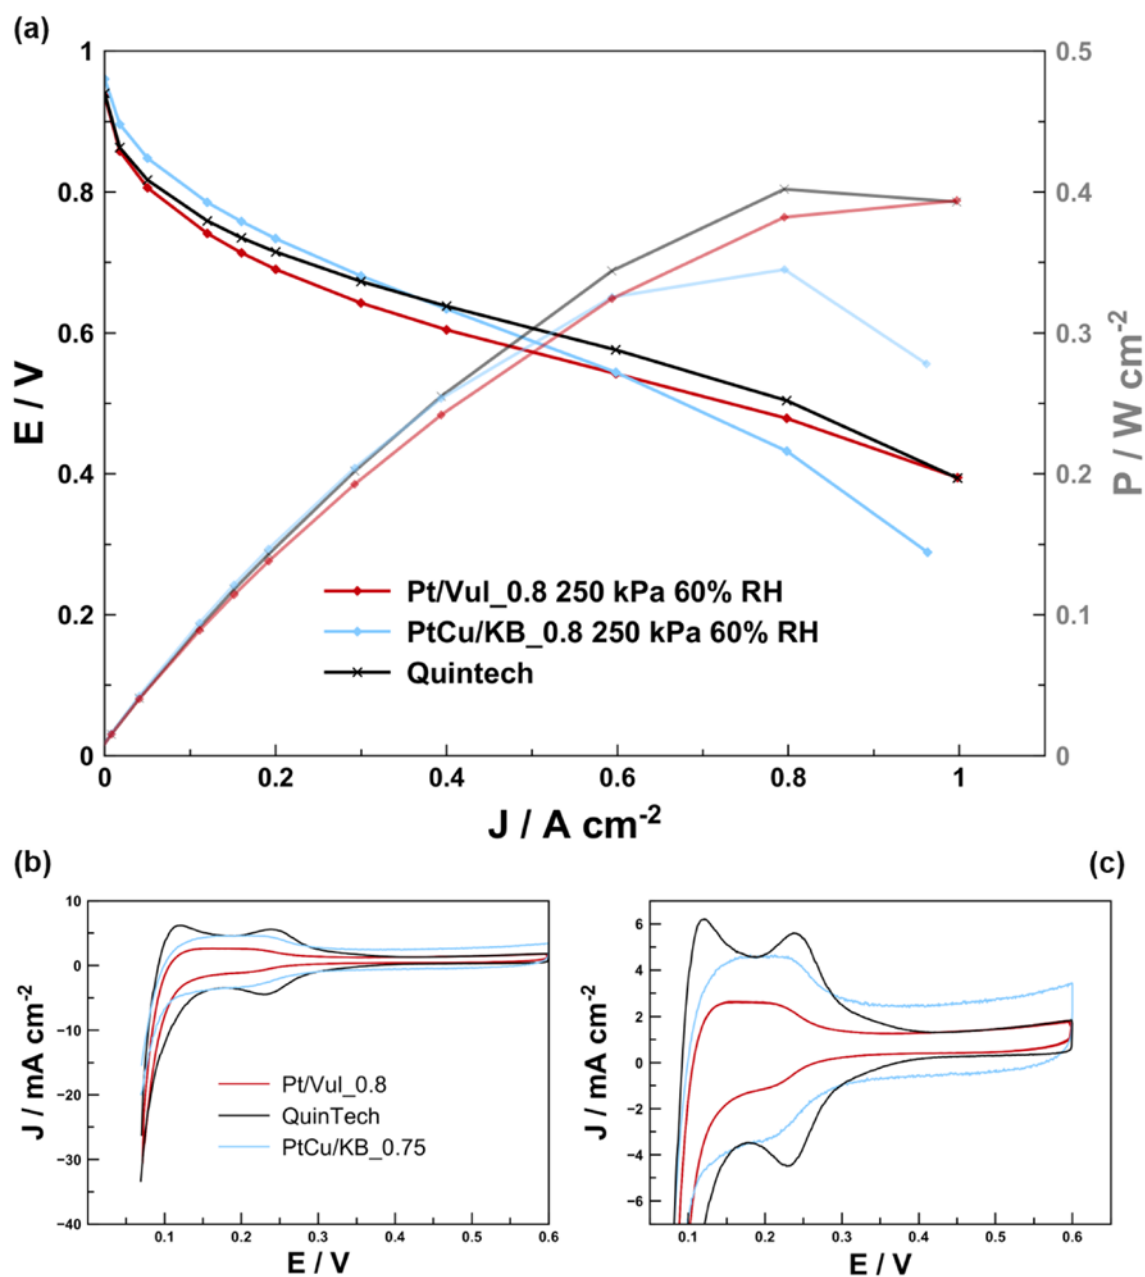 (a)
1
0.8
0.6
0.4
0.2
0
E / V
0.5
0.4
0.3
0.2
0.1
0
P / W cm-2
Pt/Vul_0.8 250 kPa 60% RH
PtCu/KB_0.8 250 kPa 60% RH
Quintech
0 0.2 0.4 0.6 0.8 1
J / A cm-2
(b)
10
0
−10
−20
−30
−40
J / mA cm-2
Pt/Vul_0.8
QuinTech
PtCu/KB_0.75
0.1 0.2 0.3 0.4 0.5 0.6
E / V
(c)
6
4
2
0
−2
−4
−6
J / mA cm-2
0.1 0.2 0.3 0.4 0.5 0.6
E / V